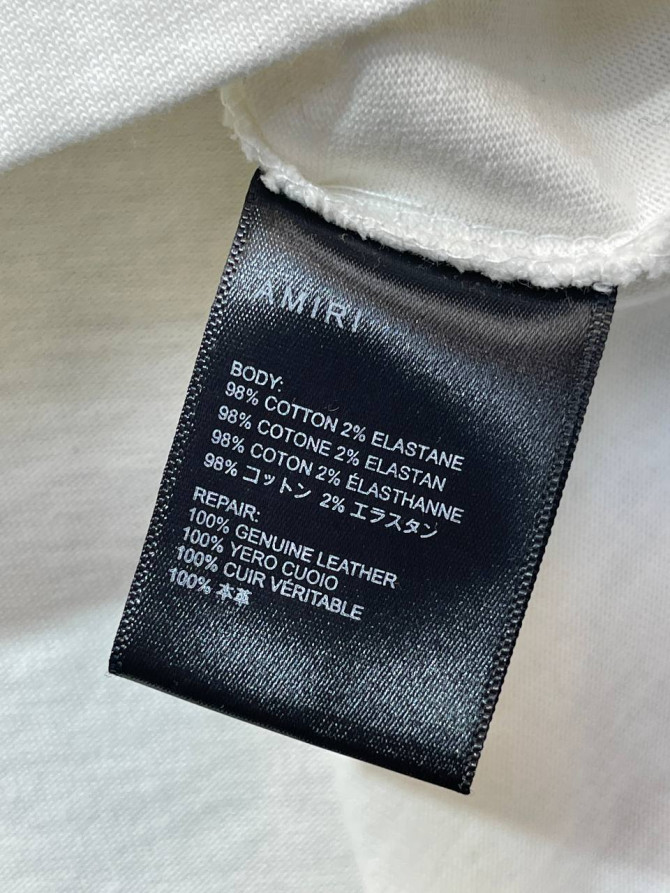 AMIRI
BODY:
98% COTTON 2% ELASTANE
98% COTONE 2% ELASTAN
98% COTON 2% ÉLASTHANNE
98% コットン 2% エラスタン
REPAIR:
100% GENUINE LEATHER
100% YERO CUOIO
100% CUIR VÉRITABLE
100% 本革